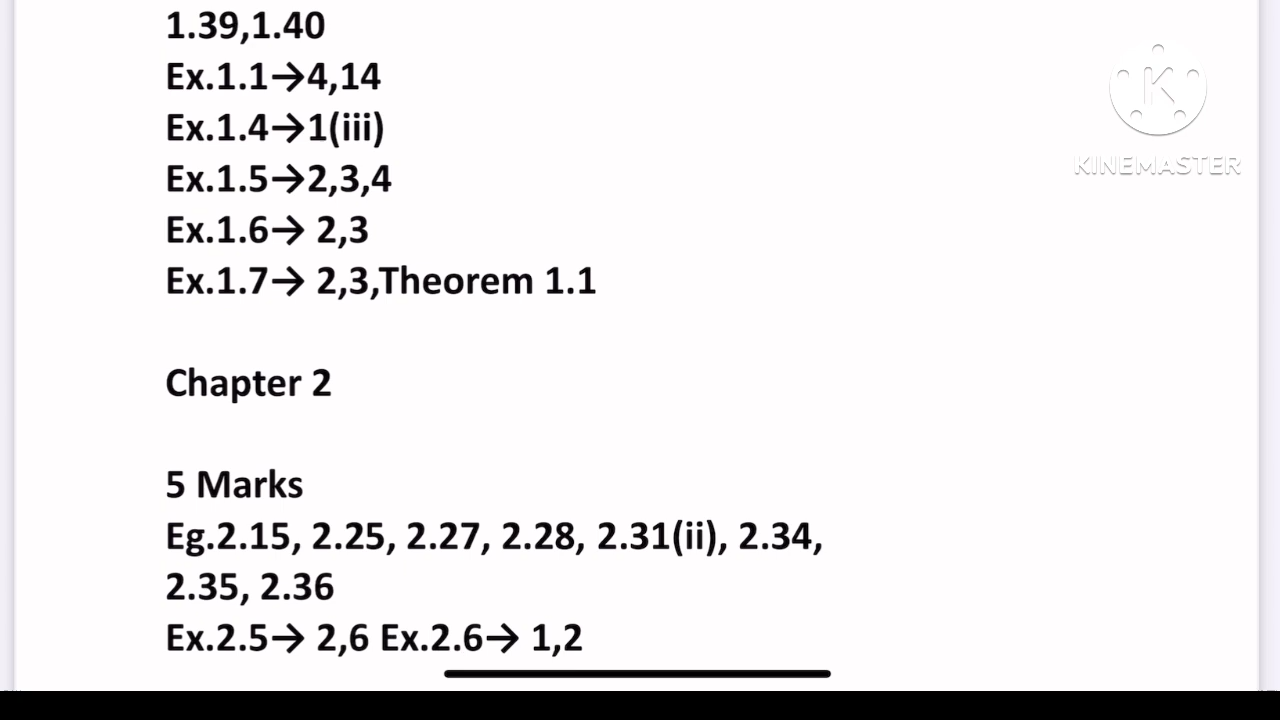 1.39,1.40
Ex.1.1→4,14
Ex.1.4→1(iii)
Ex.1.5→2,3,4
Ex.1.6→ 2,3
Ex.1.7→ 2,3,Theorem 1.1
Chapter 2
5 Marks
Eg.2.15, 2.25, 2.27, 2.28, 2.31(ii), 2.34,
2.35, 2.36
Ex.2.5→ 2,6 Ex.2.6→ 1,2
K
KINEMASTER